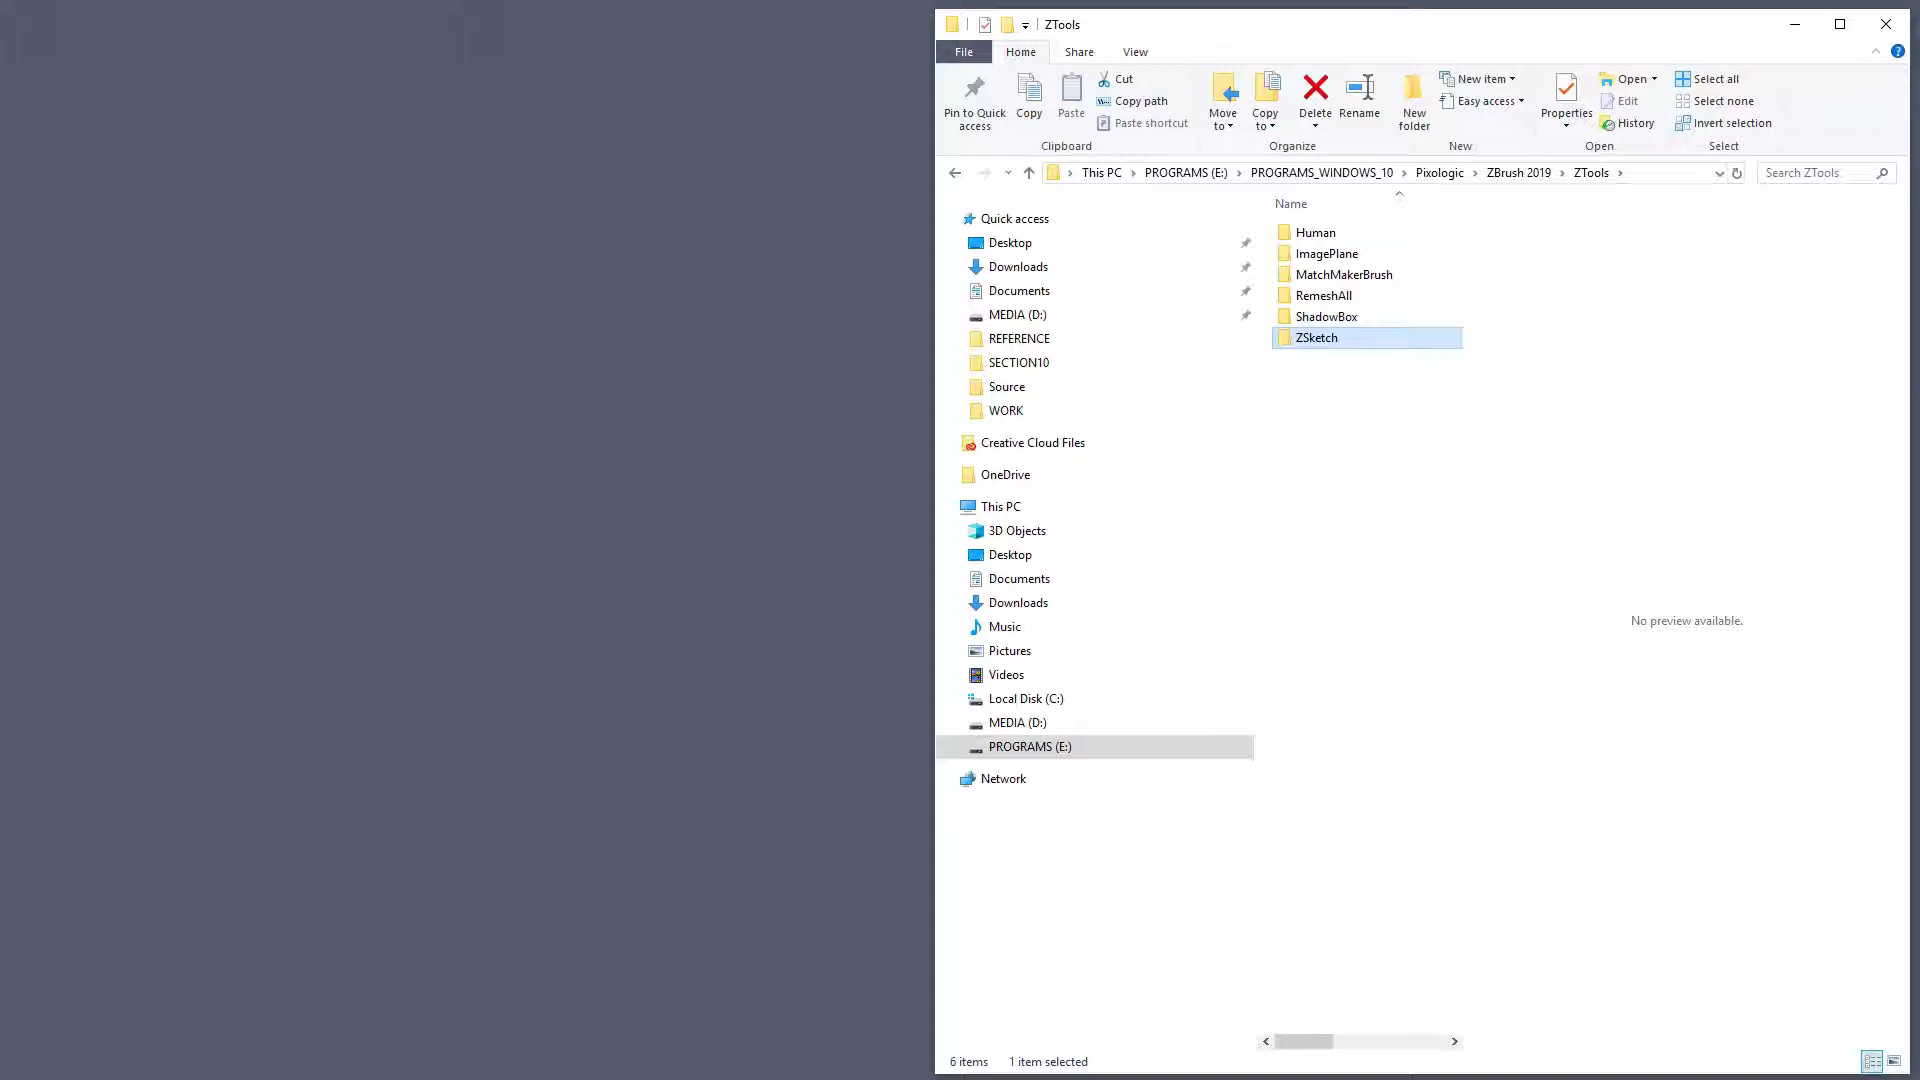 ZTools
File Home Share View
Pin to Quick access
Copy
Paste
Cut
Copy path
Paste shortcut
Clipboard
Move to
Copy to
Delete
Rename
Organize
New folder
New item
Easy access
New
Properties
Open
Edit
History
Open
Select all
Select none
Invert selection
Select
This PC PROGRAMS (E:) PROGRAMS_WINDOWS_10 Pixologic ZBrush 2019 ZTools
Search ZTools
Quick access
Desktop
Downloads
Documents
MEDIA (D:)
REFERENCE
SECTION10
Source
WORK
Creative Cloud Files
OneDrive
This PC
3D Objects
Desktop
Documents
Downloads
Music
Pictures
Videos
Local Disk (C:)
MEDIA (D:)
PROGRAMS (E:)
Network
Name
Human
ImagePlane
MatchMakerBrush
RemeshAll
ShadowBox
ZSketch
No preview available.
6 items 1 item selected